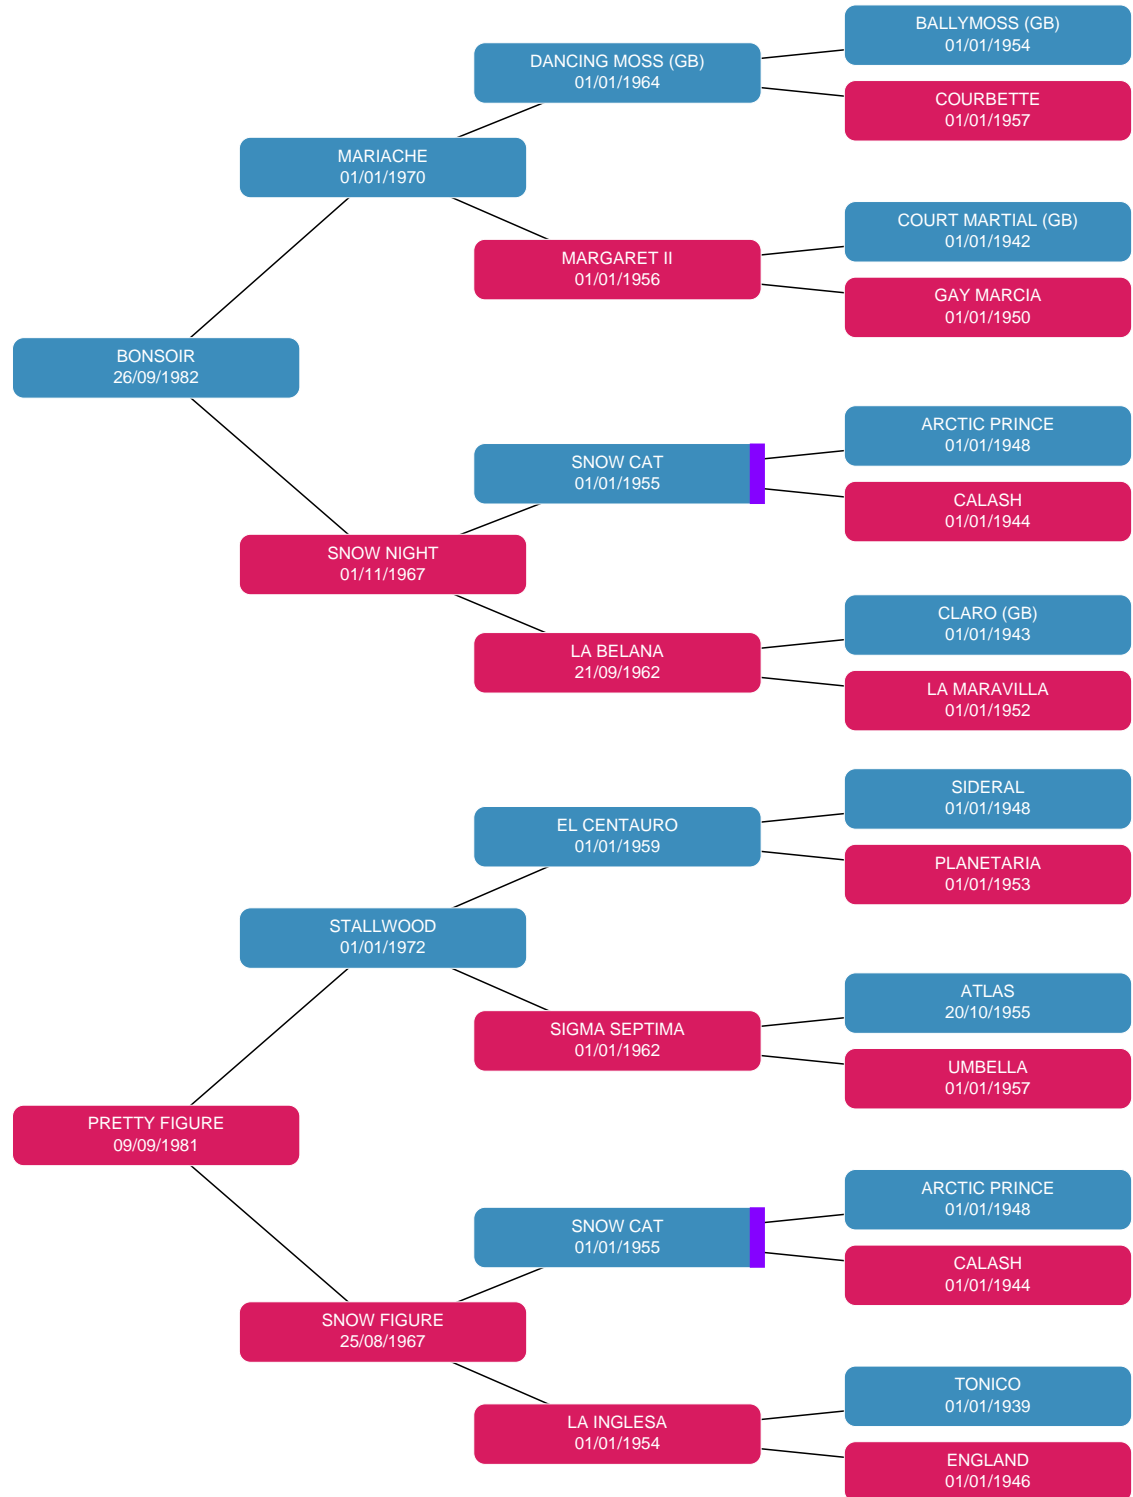 BALLYMOSS (GB)
01/01/1954
DANCING MOSS (GB)
01/01/1964
COURBETTE
01/01/1957
MARIACHE
01/01/1970
COURT MARTIAL (GB)
01/01/1942
MARGARET II
01/01/1956
GAY MARCIA
01/01/1950
BONSOIR
26/09/1982
ARCTIC PRINCE
01/01/1948
SNOW CAT
01/01/1955
CALASH
01/01/1944
SNOW NIGHT
01/11/1967
CLARO (GB)
01/01/1943
LA BELANA
21/09/1962
LA MARAVILLA
01/01/1952
SIDERAL
01/01/1948
EL CENTAURO
01/01/1959
PLANETARIA
01/01/1953
STALLWOOD
01/01/1972
ATLAS
20/10/1955
SIGMA SEPTIMA
01/01/1962
UMBELLA
01/01/1957
PRETTY FIGURE
09/09/1981
ARCTIC PRINCE
01/01/1948
SNOW CAT
01/01/1955
CALASH
01/01/1944
SNOW FIGURE
25/08/1967
TONICO
01/01/1939
LA INGLESA
01/01/1954
ENGLAND
01/01/1946